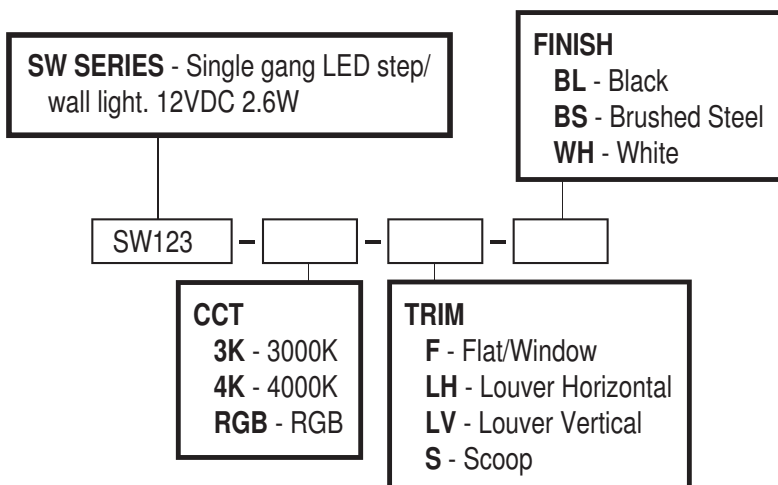 SW SERIES - Single gang LED step/
wall light. 12VDC 2.6W
FINISH
BL - Black
BS - Brushed Steel
WH - White
SW123 - - -
CCT
3K - 3000K
4K - 4000K
RGB - RGB
TRIM
F - Flat/Window
LH - Louver Horizontal
LV - Louver Vertical
S - Scoop